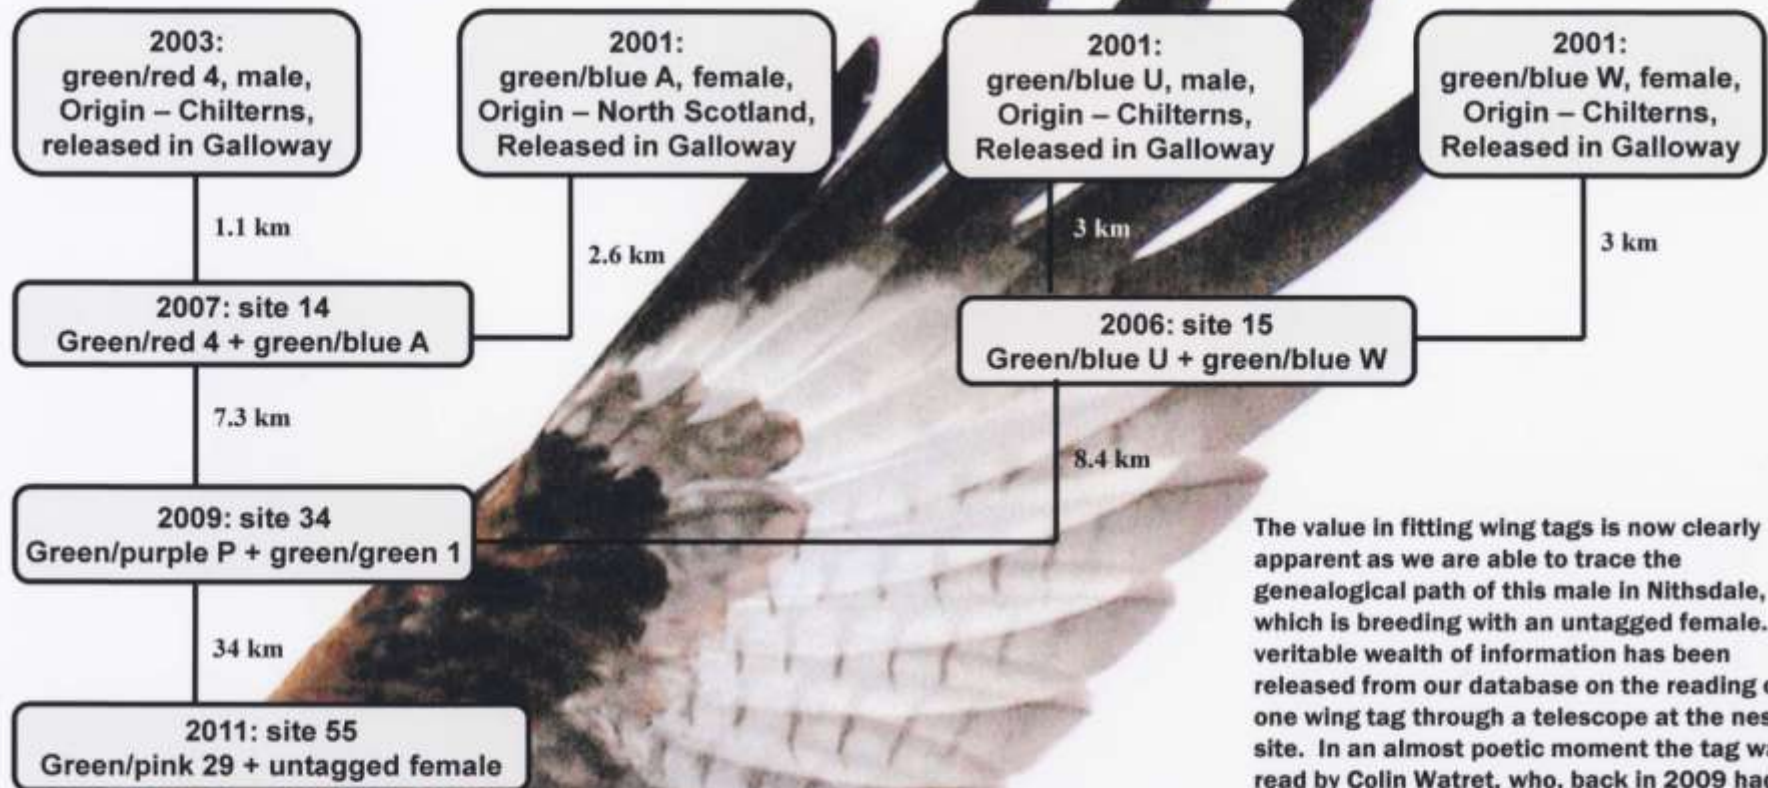 2003:
green/red 4, male,
Origin – Chilterns,
released in Galloway
2001:
green/blue A, female,
Origin – North Scotland,
Released in Galloway
2001:
green/blue U, male,
Origin – Chilterns,
Released in Galloway
2001:
green/blue W, female,
Origin – Chilterns,
Released in Galloway
1.1 km
2.6 km
3 km
3 km
2007: site 14
Green/red 4 + green/blue A
2006: site 15
Green/blue U + green/blue W
7.3 km
8.4 km
2009: site 34
Green/purple P + green/green 1
34 km
2011: site 55
Green/pink 29 + untagged female
The value in fitting wing tags is now clearly
apparent as we are able to trace the
genealogical path of this male in Nithsdale,
which is breeding with an untagged female.
veritable wealth of information has been
released from our database on the reading
one wing tag through a telescope at the
site. In an almost poetic moment the tag
read by Colin Watret, who, back in 2009 had